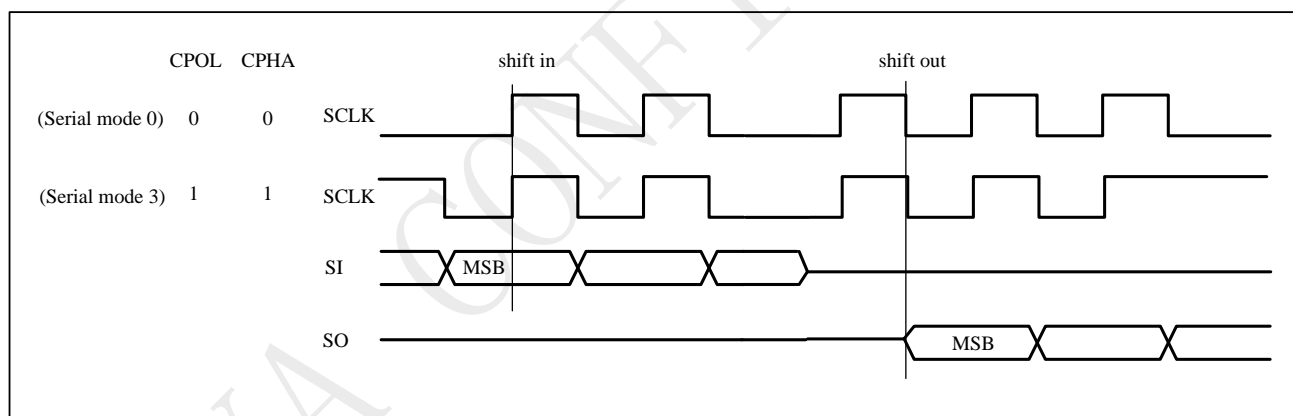 CPOL CPHA shift in shift out
(Serial mode 0) 0 0 SCLK
(Serial mode 3) 1 1 SCLK
SI MSB
SO MSB